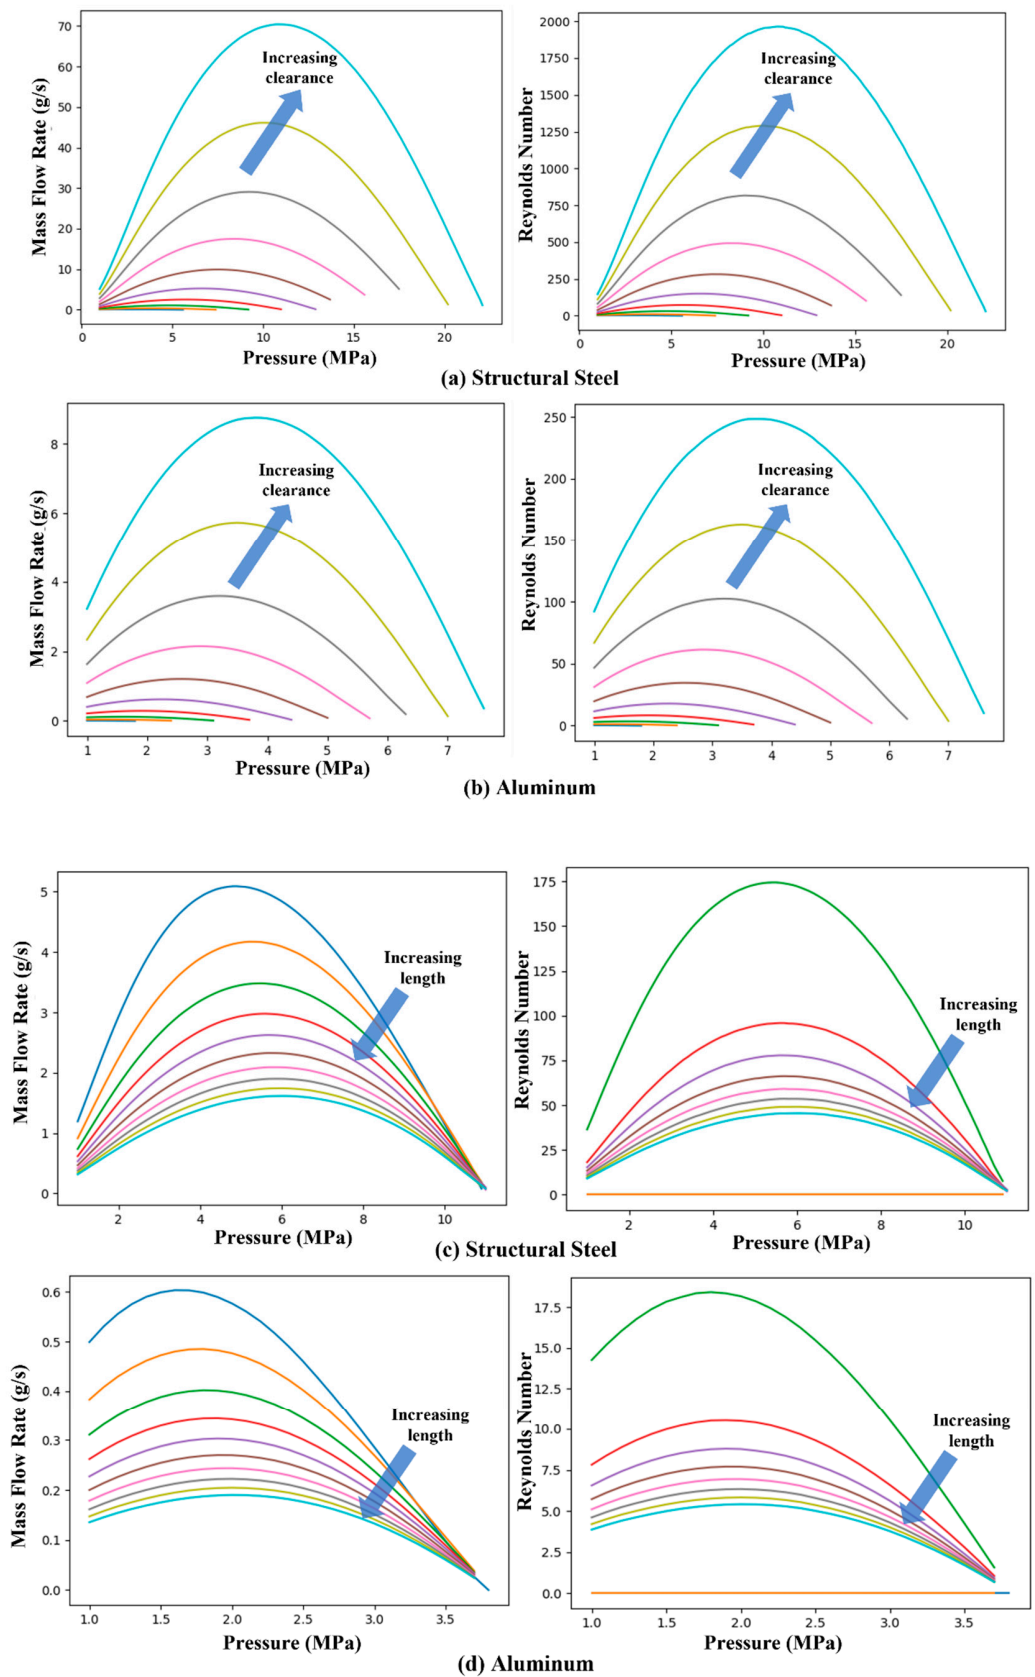 Mass Flow Rate (g/s)
70
60
50
40
30
20
10
0
Increasing
clearance
0 5 10 15 20
Pressure (MPa)
Reynolds Number
2000
1750
1500
1250
1000
750
500
250
0
Increasing
clearance
0 5 10 15 20
Pressure (MPa)
(a) Structural Steel
Mass Flow Rate (g/s)
8
6
4
2
0
Increasing
clearance
1 2 3 4 5 6 7
Pressure (MPa)
Reynolds Number
250
200
150
100
50
0
Increasing
clearance
1 2 3 4 5 6 7
Pressure (MPa)
(b) Aluminum
Mass Flow Rate (g/s)
5
4
3
2
1
0
Increasing
length
2 4 6 8 10
Pressure (MPa)
Reynolds Number
175
150
125
100
75
50
25
0
Increasing
length
2 4 6 8 10
Pressure (MPa)
(c) Structural Steel
Mass Flow Rate (g/s)
0.6
0.5
0.4
0.3
0.2
0.1
0.0
Increasing
length
1.0 1.5 2.0 2.5 3.0 3.5
Pressure (MPa)
Reynolds Number
17.5
15.0
12.5
10.0
7.5
5.0
2.5
0.0
Increasing
length
1.0 1.5 2.0 2.5 3.0 3.5
Pressure (MPa)
(d) Aluminum